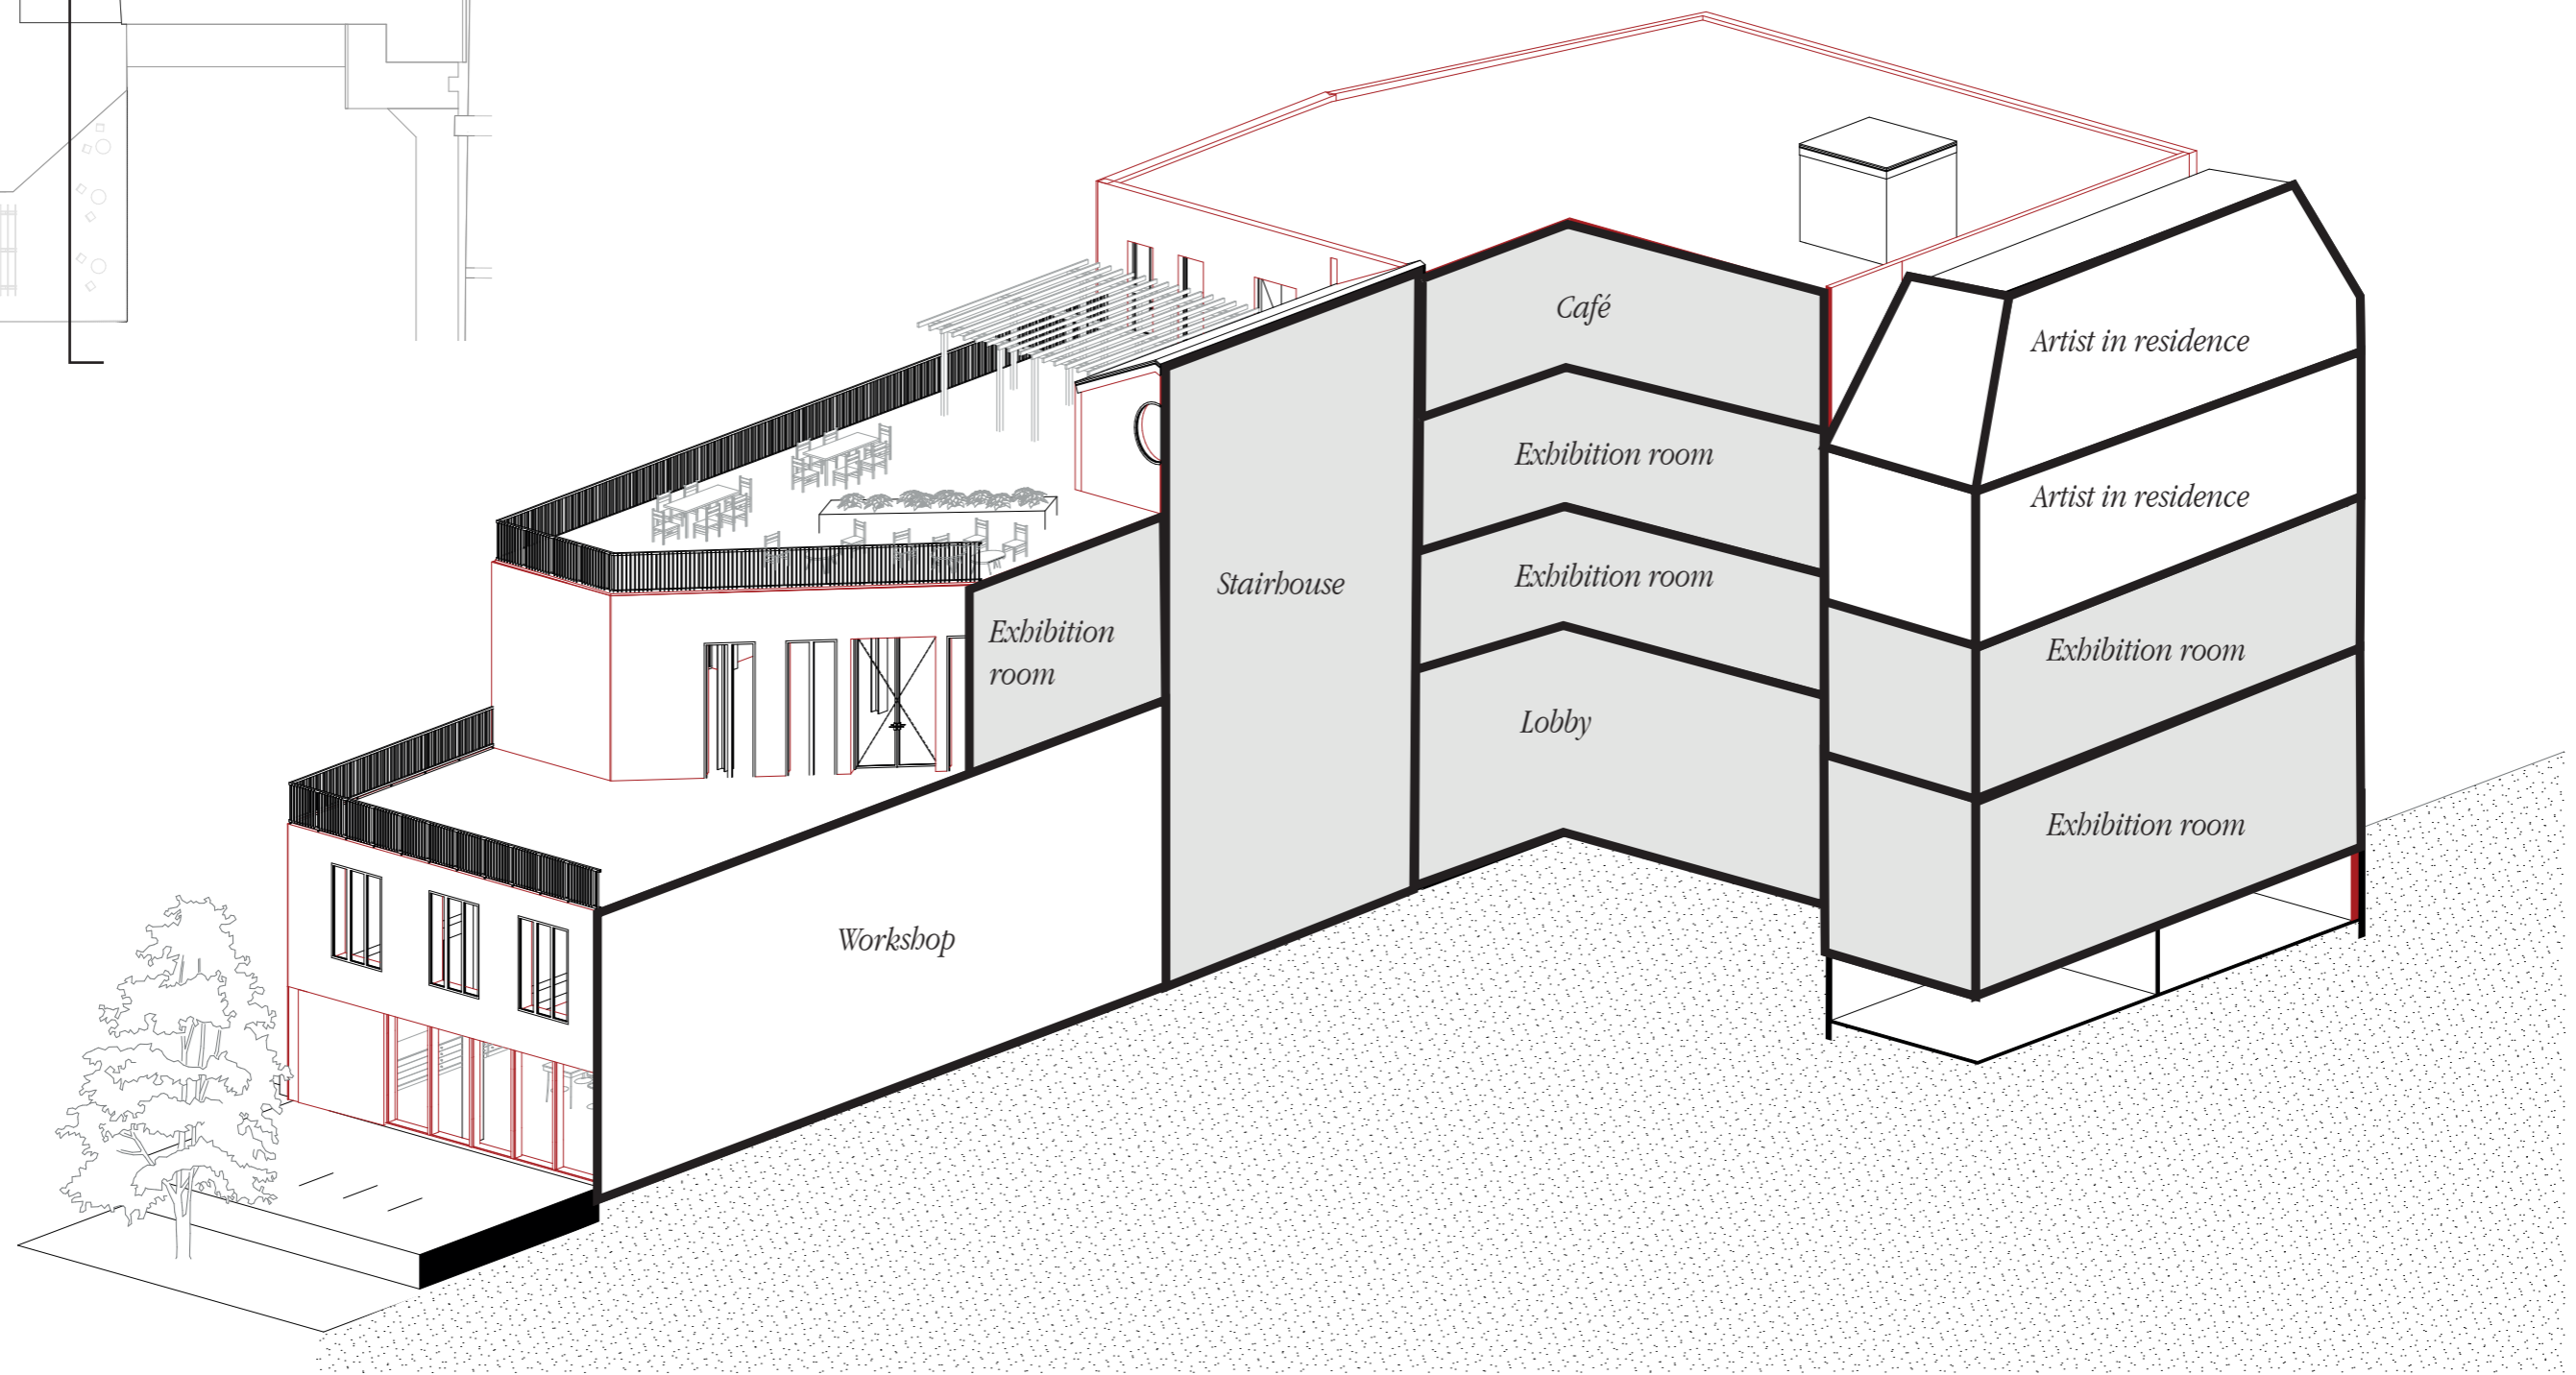 Café
Artist in residence
Exhibition room
Artist in residence
Exhibition room
Stairhouse
Exhibition
room
Exhibition room
Lobby
Exhibition room
Workshop